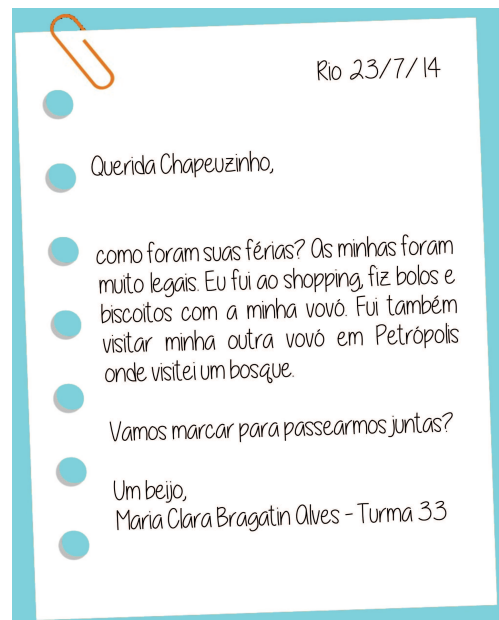 Rio 23/7/14
Querida Chapeuzinho,
como foram suas férias? As minhas foram
muito legais. Eu fui ao shopping, fiz bolos e
biscoitos com a minha vovó. Fui também
visitar minha outra vovó em Petrópolis
onde visitei um bosque.
Vamos marcar para passearmos juntas?
Um beijo,
Maria Clara Bragatin Alves - Turma 33